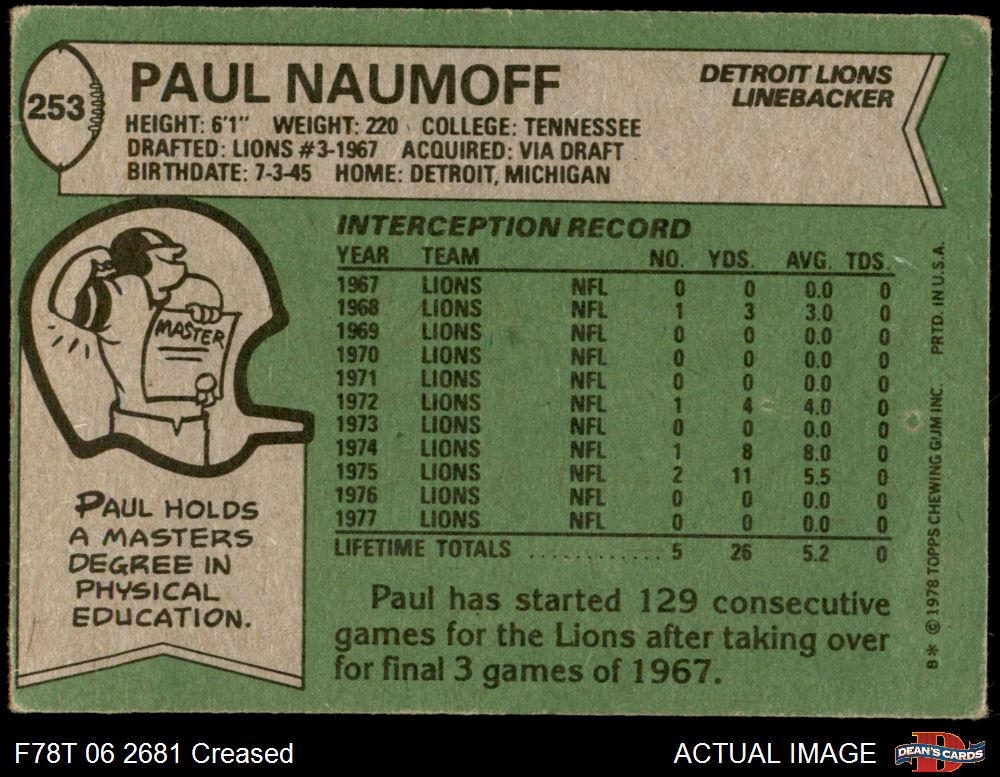 253
PAUL NAUMOFF
DETROIT LIONS
LINEBACKER
HEIGHT: 6'1" WEIGHT: 220 COLLEGE: TENNESSEE
DRAFTED: LIONS #3-1967 ACQUIRED: VIA DRAFT
BIRTHDATE: 7-3-45 HOME: DETROIT, MICHIGAN
MASTER
PAUL HOLDS
A MASTERS
DEGREE IN
PHYSICAL
EDUCATION.
INTERCEPTION RECORD
YEAR TEAM NO. YDS. AVG. TDS.
1967 LIONS NFL 0 0 0.0 0
1968 LIONS NFL 1 3 3.0 0
1969 LIONS NFL 0 0 0.0 0
1970 LIONS NFL 0 0 0.0 0
1971 LIONS NFL 0 0 0.0 0
1972 LIONS NFL 1 4 4.0 0
1973 LIONS NFL 0 0 0.0 0
1974 LIONS NFL 1 8 8.0 0
1975 LIONS NFL 2 11 5.5 0
1976 LIONS NFL 0 0 0.0 0
1977 LIONS NFL 0 0 0.0 0
LIFETIME TOTALS .............. 5 26 5.2 0
Paul has started 129 consecutive
games for the Lions after taking over
for final 3 games of 1967.
B* © 1978 TOPPS CHEWING GUM INC. PRTD. IN U.S.A.
F78T 06 2681 Creased
ACTUAL IMAGE
DEAN'S CARDS